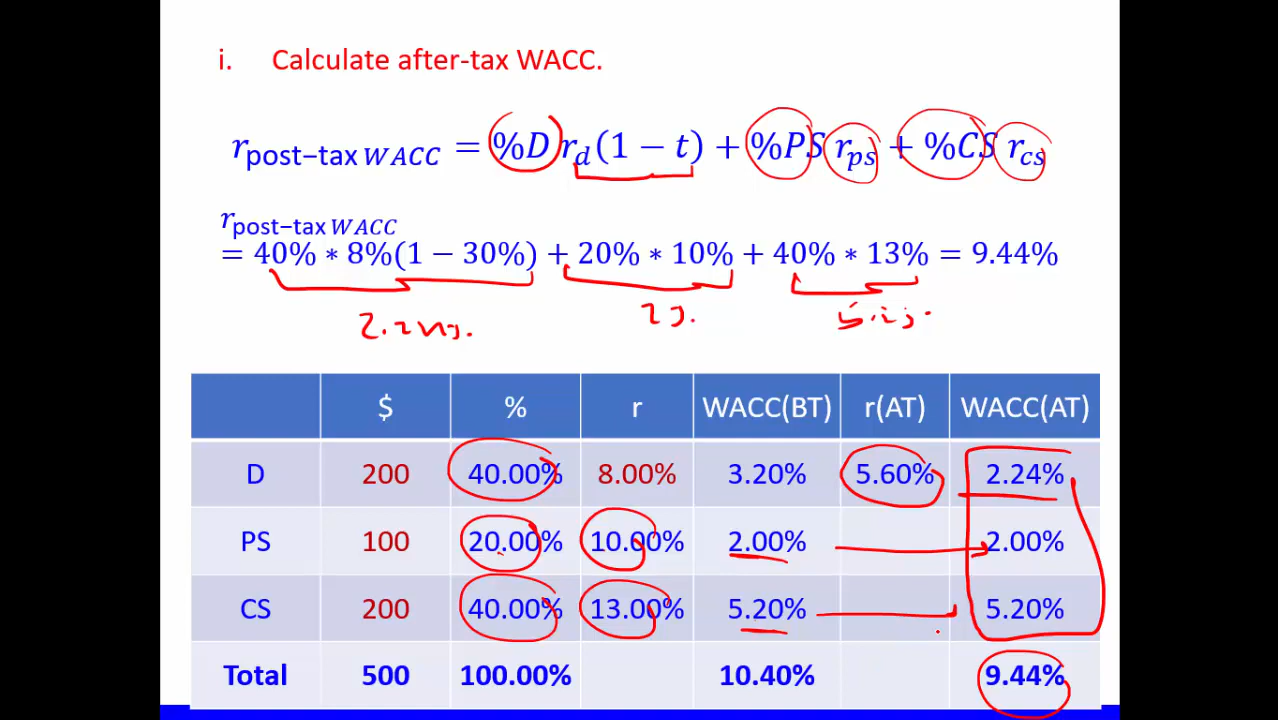 i. Calculate after-tax WACC.
r_post−tax WACC = %D r_d(1 − t) + %PS r_ps + %CS r_cs
r_post−tax WACC
= 40% ∗ 8%(1 − 30%) + 20% ∗ 10% + 40% ∗ 13% = 9.44%
$ % r WACC(BT) r(AT) WACC(AT)
D 200 40.00% 8.00% 3.20% 5.60% 2.24%
PS 100 20.00% 10.00% 2.00% 2.00%
CS 200 40.00% 13.00% 5.20% 5.20%
Total 500 100.00% 10.40% 9.44%